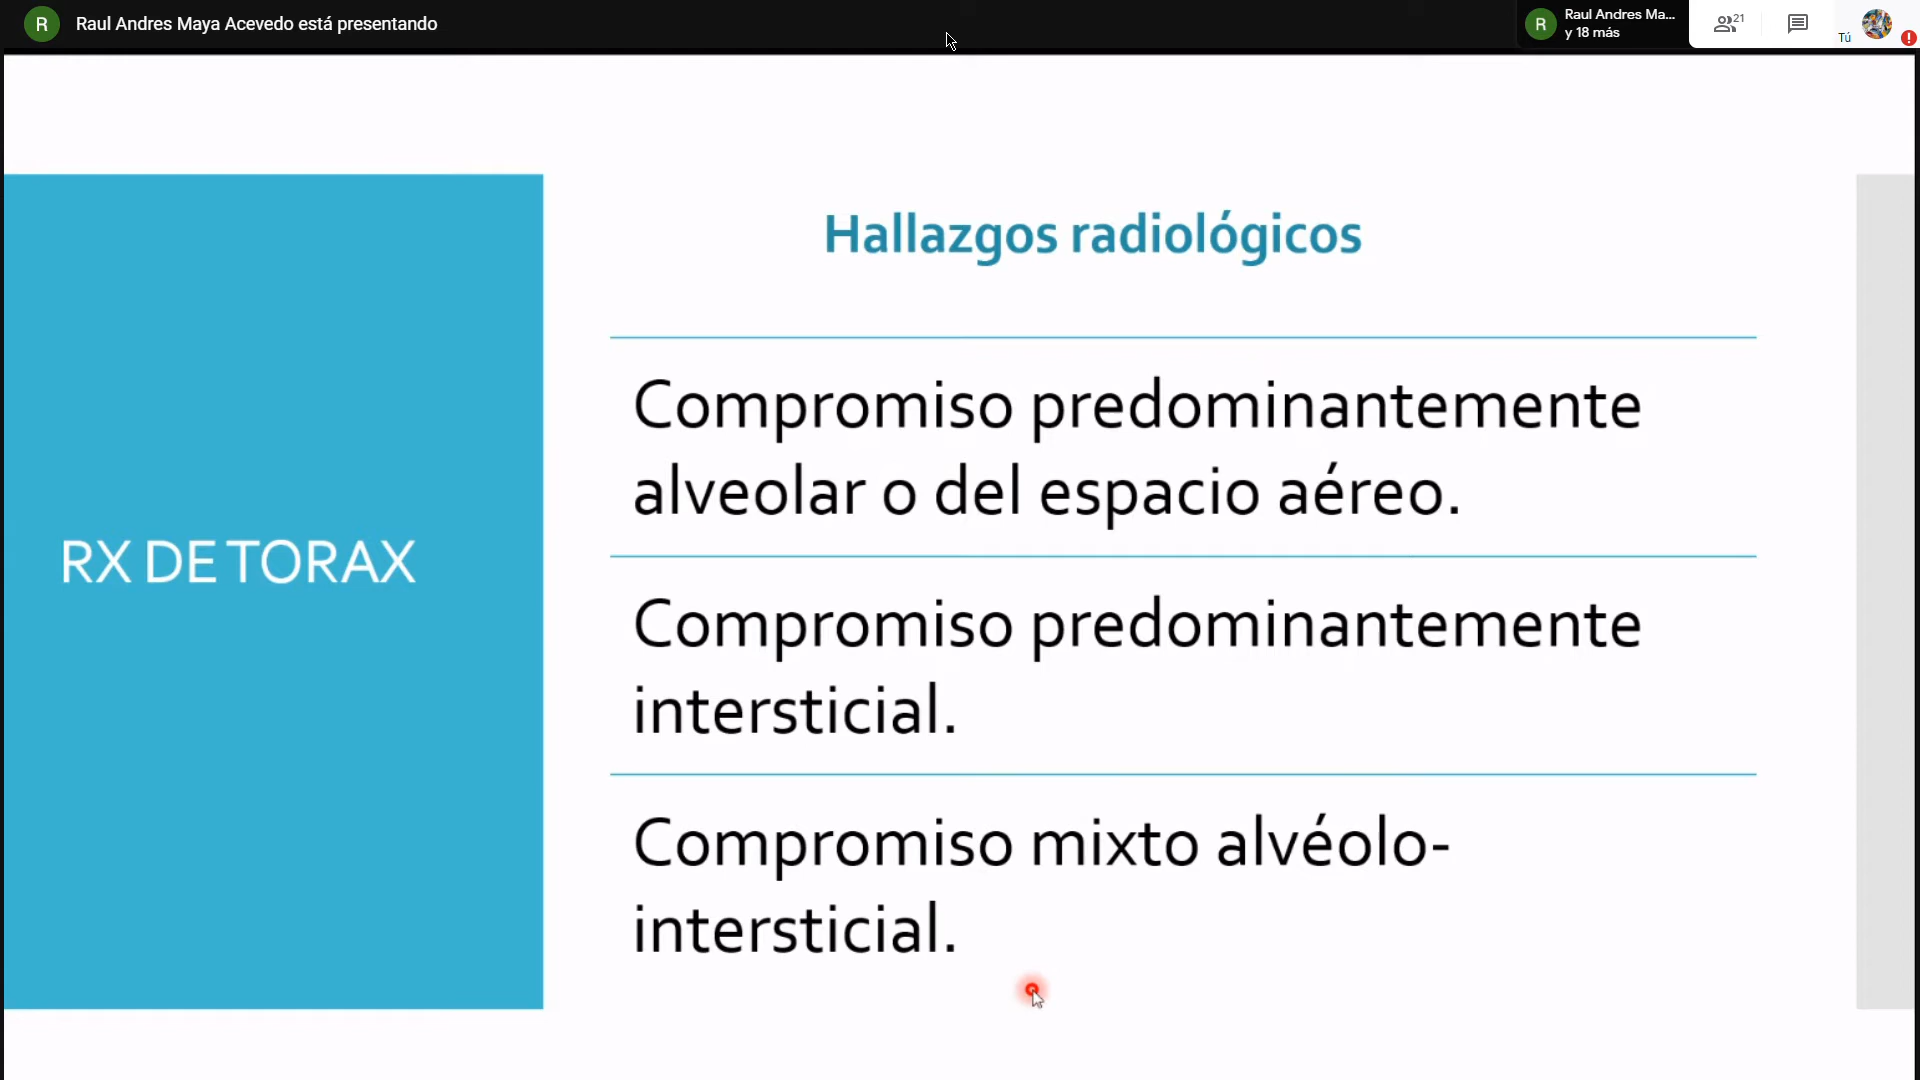 R Raul Andres Maya Acevedo está presentando
R Raul Andres Ma...
y 18 más
21
Tú
!
Hallazgos radiológicos
RX DE TORAX
Compromiso predominantemente
alveolar o del espacio aéreo.
Compromiso predominantemente
intersticial.
Compromiso mixto alvéolo-
intersticial.